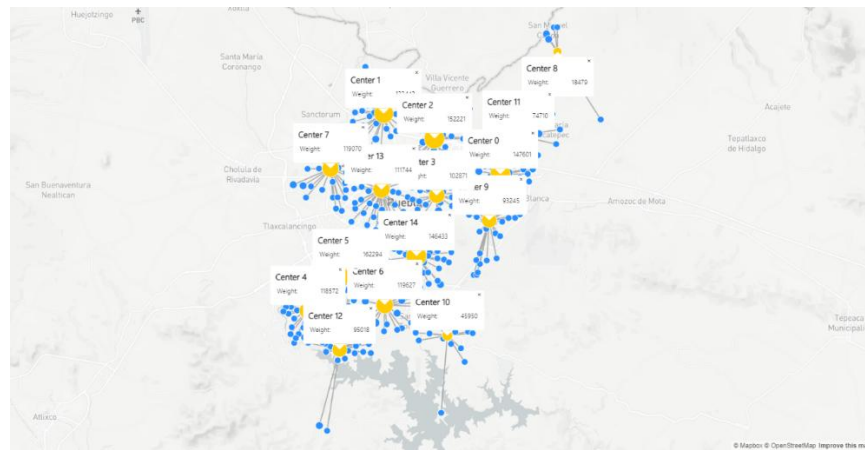 Huejotzingo
PBC
San Miguel
Santa María
Coronango
Villa Vicente
Guerrero
Center 8
Weight: 18479
Acajete
Center 1
Weight:
Center 2
Weight: 152221
Center 11
Weight: 74710
Sanctorum
Center 7
Weight: 119070
Center 0
Weight: 147601
Tepatlaxco
de Hidalgo
Cholula de
Rivadavia
13
Weight: 111744
3
102871
San Buenaventura
Nealtican
9
Weight: 93245
Blanca
Amozoc de Mota
Tlaxcalancingo
Center 14
Weight: 146433
Center 5
Weight: 162294
Center 4
Weight:
Center 6
Weight: 119627
Center 12
Weight: 95018
Center 10
Weight: 45950
Tepeaca
Municipali
Atlixco
© Mapbox © OpenStreetMap Improve this ma